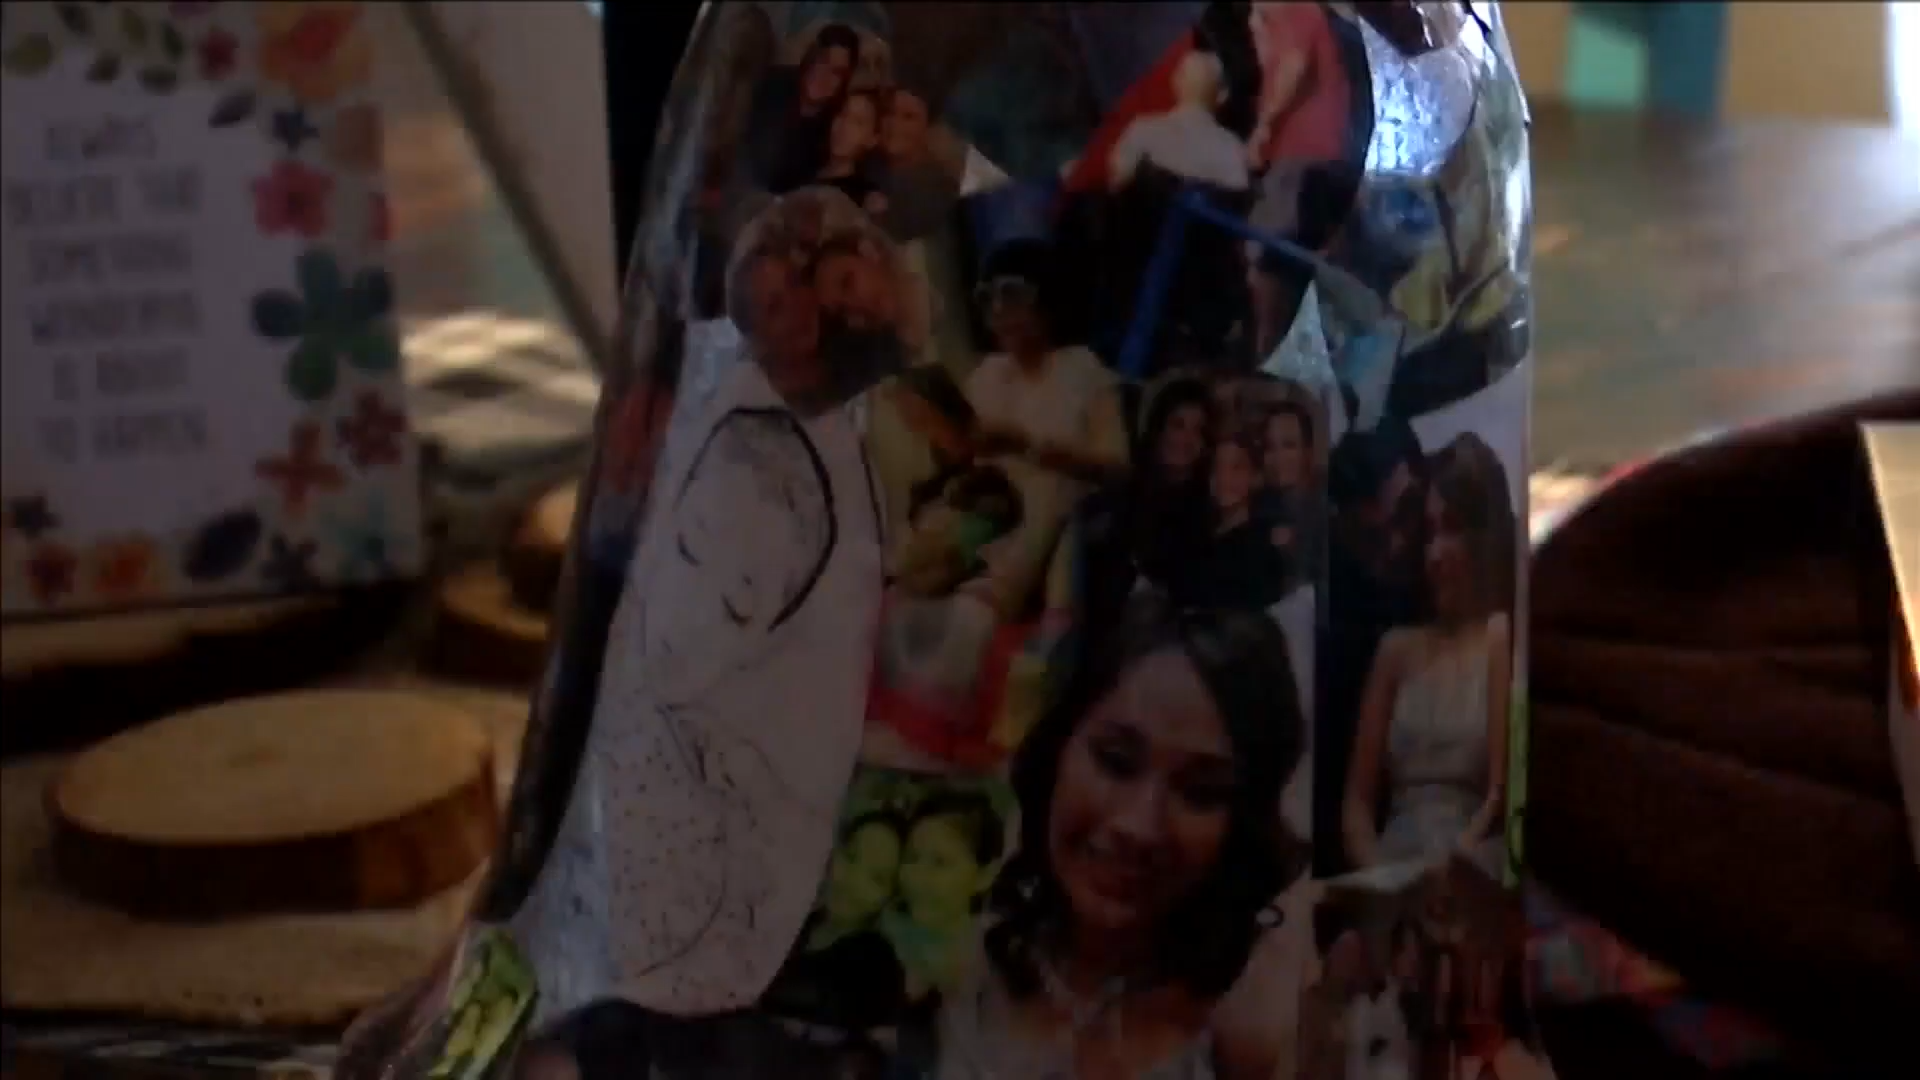 ALWAYS
BELIEVE THAT
SOMETHING
WONDERFUL
IS ABOUT
TO HAPPEN